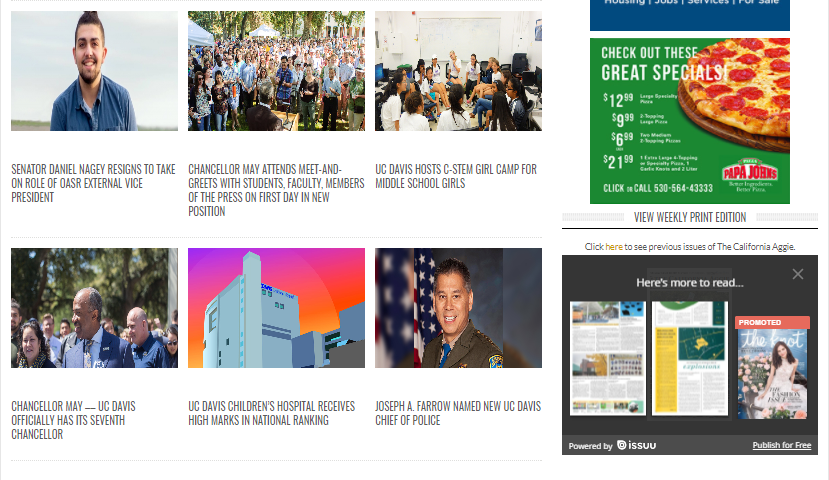 SENATOR DANIEL NAGEY RESIGNS TO TAKE
ON ROLE OF OASR EXTERNAL VICE
PRESIDENT
CHANCELLOR MAY ATTENDS MEET-AND-
GREETS WITH STUDENTS, FACULTY, MEMBERS
OF THE PRESS ON FIRST DAY IN NEW
POSITION
UC DAVIS HOSTS C-STEM GIRL CAMP FOR
MIDDLE SCHOOL GIRLS
CHANCELLOR MAY — UC DAVIS
OFFICIALLY HAS ITS SEVENTH
CHANCELLOR
UC DAVIS CHILDREN'S HOSPITAL RECEIVES
HIGH MARKS IN NATIONAL RANKING
JOSEPH A. FARROW NAMED NEW UC DAVIS
CHIEF OF POLICE
Housing | Jobs | Services | For Sale
CHECK OUT THESE
GREAT SPECIALS!
$12.99 Large Specialty
Pizza
$9.99 2-Topping
Large Pizza
$6.99 Two Medium
2-Topping Pizzas
$21.99 1 Extra Large 4-Topping
or Specialty Pizza, 1
Garlic Knots and 2 Liter
PIZZA
PAPA JOHNS
Better Ingredients.
Better Pizza.
CLICK OR CALL 530-564-43333
VIEW WEEKLY PRINT EDITION
Click here to see previous issues of The California Aggie.
Here's more to read...
PROMOTED
the knot
THE
FASHION
ISSUE
explosions
Powered by issuu
Publish for Free